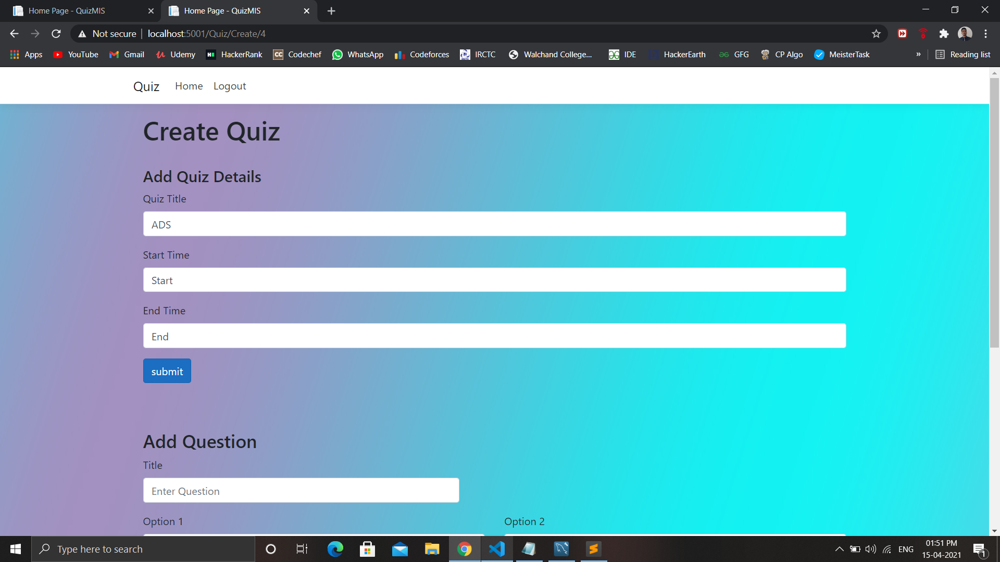 Home Page - QuizMIS
Home Page - QuizMIS
Not secure | localhost:5001/Quiz/Create/4
Apps YouTube Gmail Udemy HackerRank Codechef WhatsApp Codeforces IRCTC Walchand College... IDE HackerEarth GFG CP Algo MeisterTask » Reading list
Quiz Home Logout
Create Quiz
Add Quiz Details
Quiz Title
ADS
Start Time
Start
End Time
End
submit
Add Question
Title
Enter Question
Option 1 Option 2
Type here to search
ENG
01:51 PM
15-04-2021
1